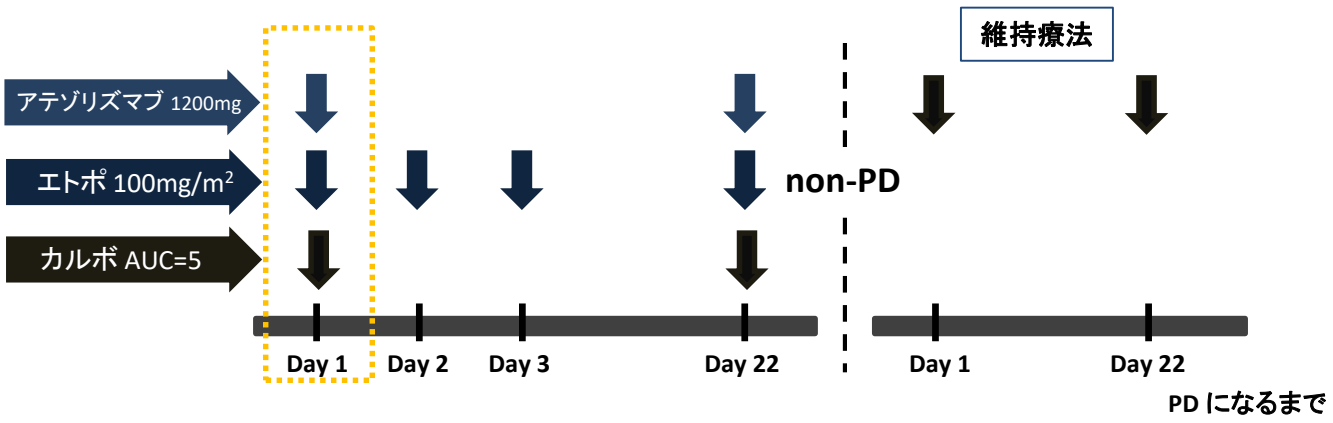 維持療法
アテゾリズマブ 1200mg
エトポ 100mg/m²
non-PD
カルボ AUC=5
Day 1
Day 2
Day 3
Day 22
Day 1
Day 22
PD になるまで